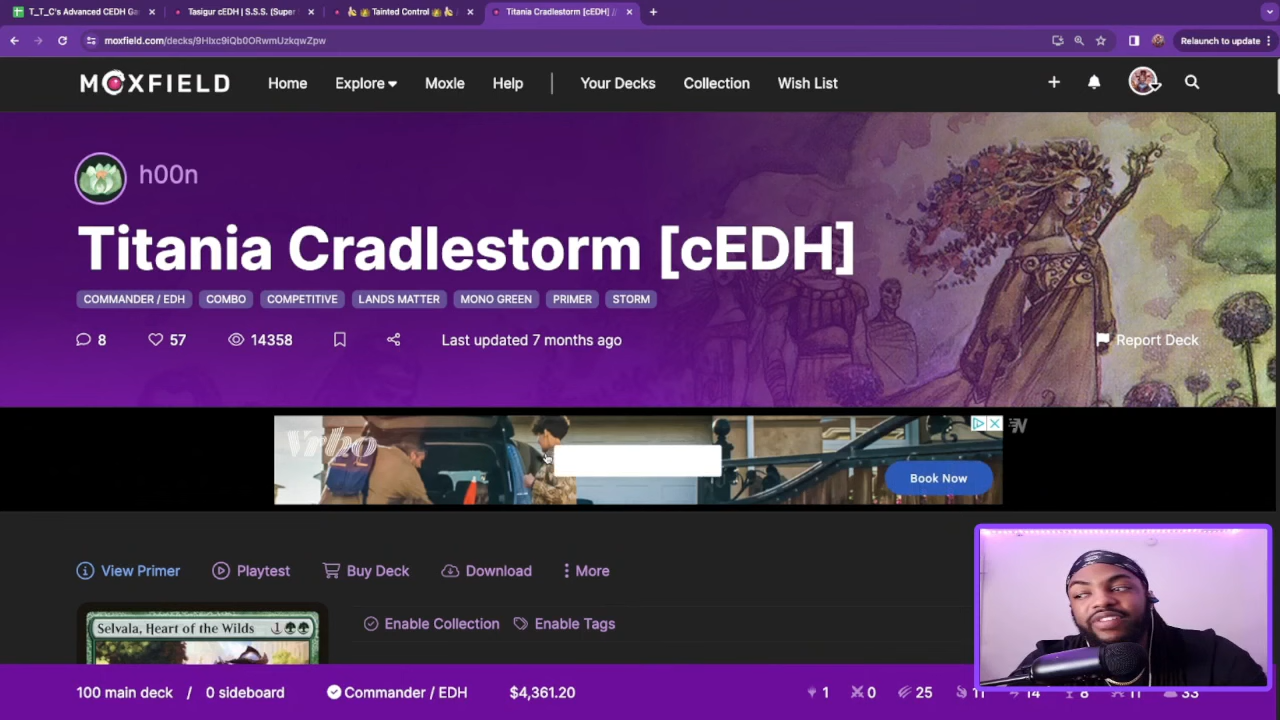 T_T_C's Advanced cEDH Ga
Tasigur cEDH | S.S.S. (Super
Tainted Control
Titania Cradlestorm [cEDH] //
moxfield.com/decks/9HIxc9iQb0ORwmUzkqwZpw
Relaunch to update
MOXFIELD
Home
Explore
Moxle
Help
Your Decks
Collection
Wish List
h00n
Titania Cradlestorm [cEDH]
COMMANDER / EDH
COMBO
COMPETITIVE
LANDS MATTER
MONO GREEN
PRIMER
STORM
8
57
14358
Last updated 7 months ago
Report Deck
Vrbo
Book Now
View Primer
Playtest
Buy Deck
Download
More
Enable Collection
Enable Tags
Selvala, Heart of the Wilds
100 main deck / 0 sideboard
Commander / EDH
$4,361.20
1
0
25
11
14
8
11
33